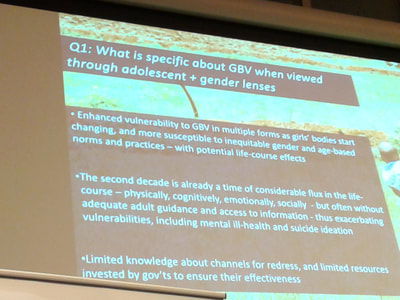 Q1: What is specific about GBV when viewed
through adolescent + gender lenses
• Enhanced vulnerability to GBV in multiple forms as girls' bodies start
changing, and more susceptible to inequitable gender and age-based
norms and practices – with potential life-course effects
•The second decade is already a time of considerable flux in the life-
course – physically, cognitively, emotionally, socially - but often without
adequate adult guidance and access to information - thus exacerbating
vulnerabilities, including mental ill-health and suicide ideation
•Limited knowledge about channels for redress, and limited resources
invested by gov'ts to ensure their effectiveness